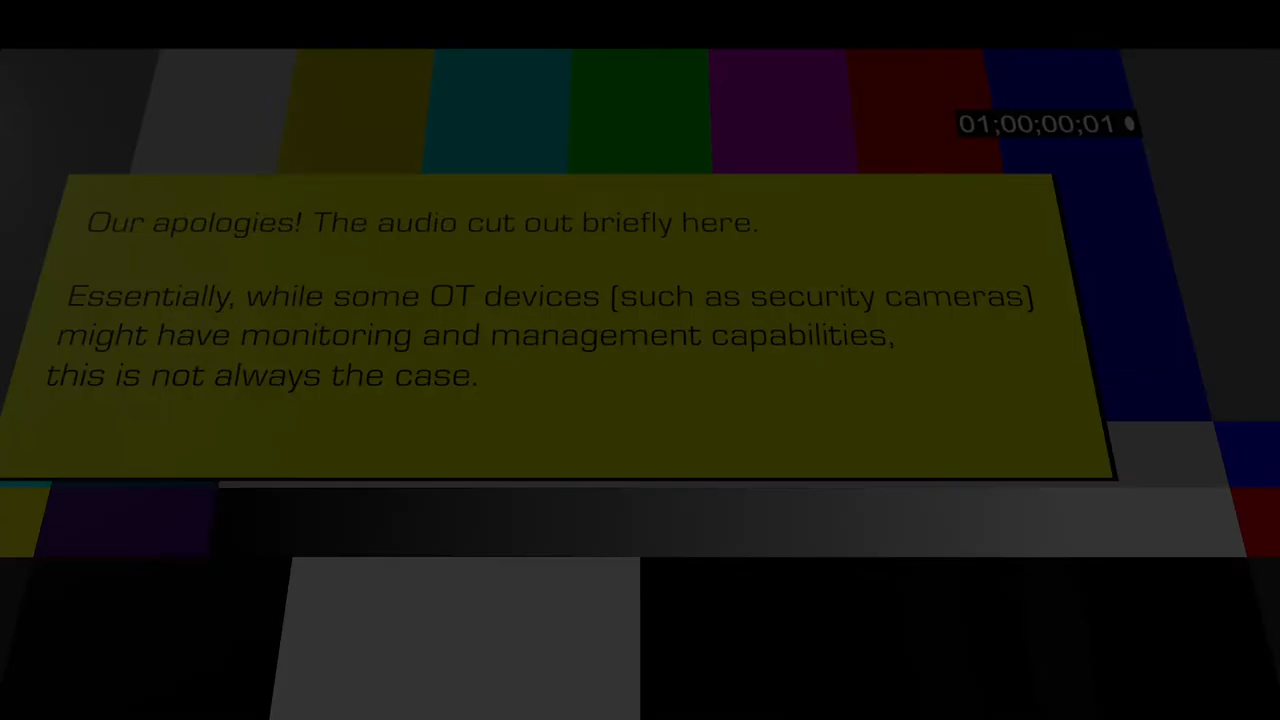 01;00;00;01
Our apologies! The audio cut out briefly here.
Essentially, while some OT devices (such as security cameras)
might have monitoring and management capabilities,
this is not always the case.